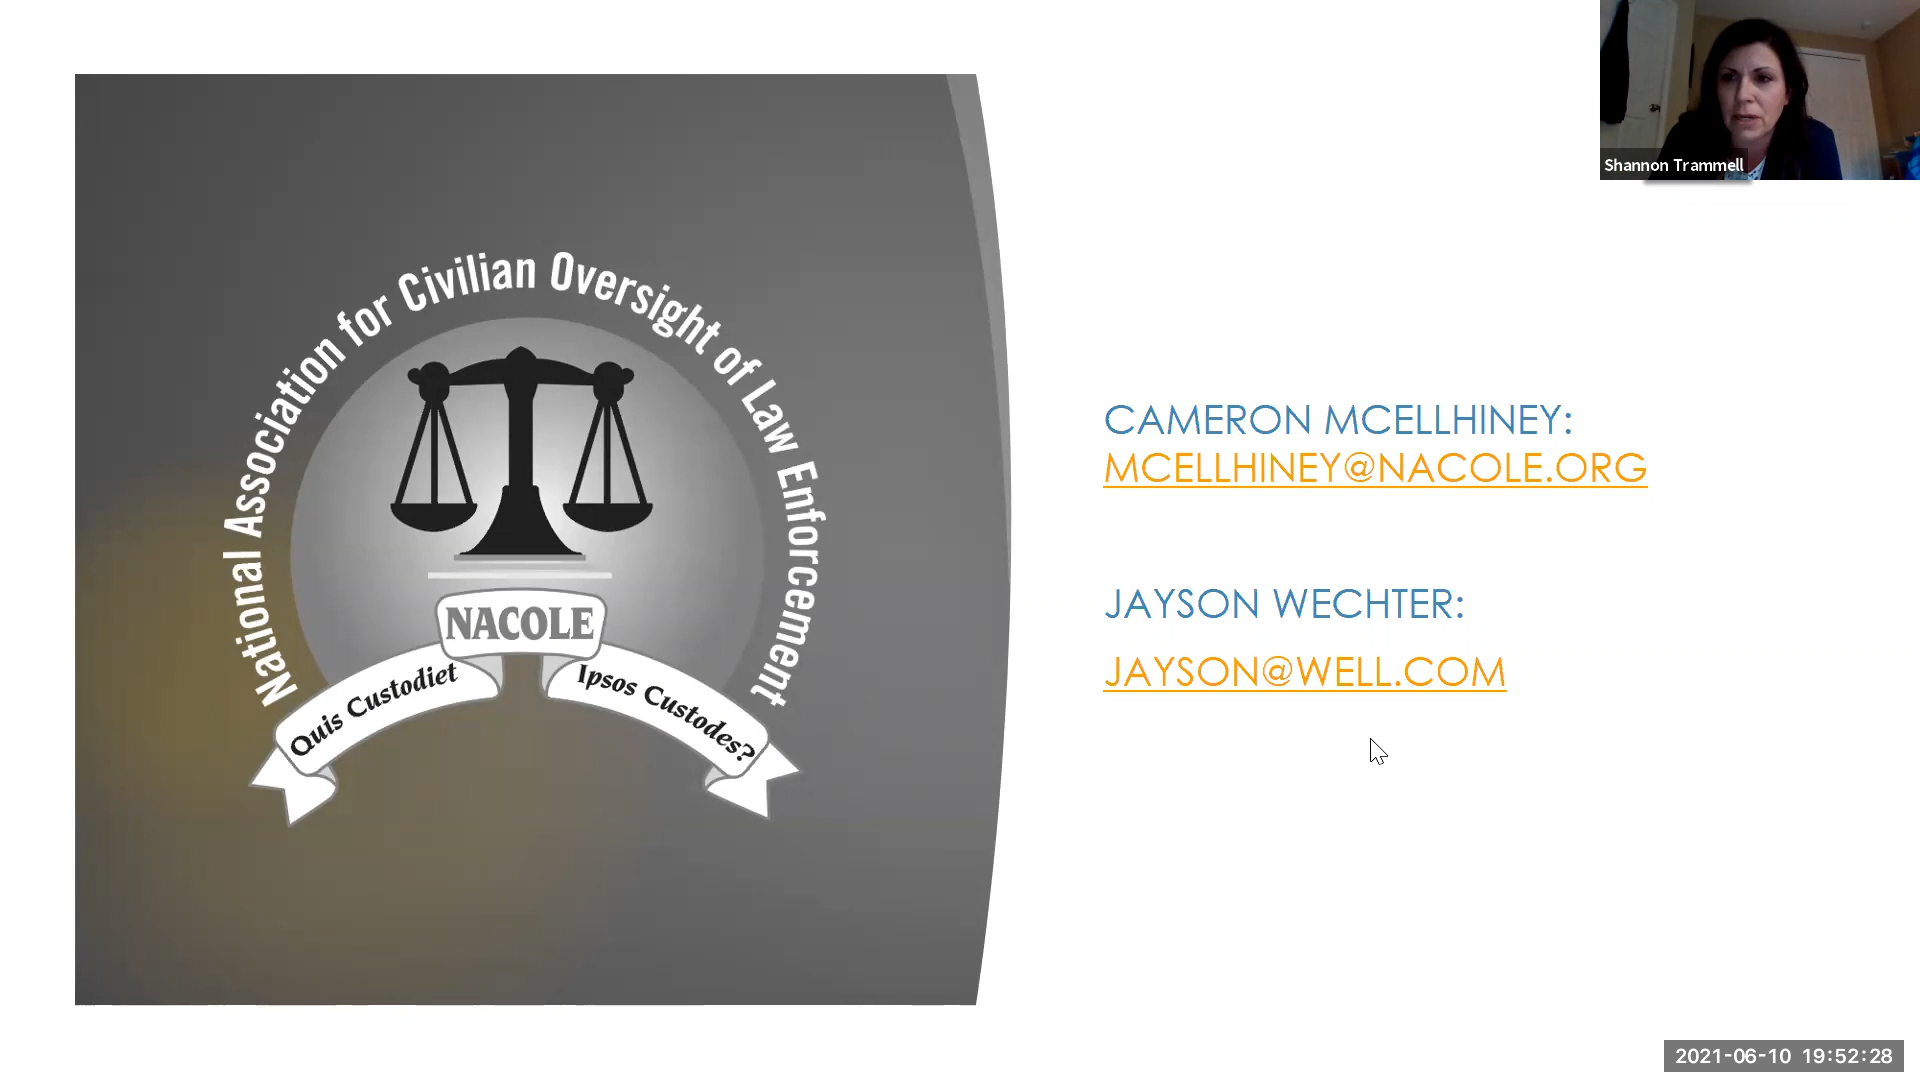 National Association for Civilian Oversight of Law Enforcement
NACOLE
Quis Custodiet
Ipsos Custodes?
CAMERON MCELLHINEY:
MCELLHINEY@NACOLE.ORG
JAYSON WECHTER:
JAYSON@WELL.COM
Shannon Trammell
2021-06-10 19:52:28